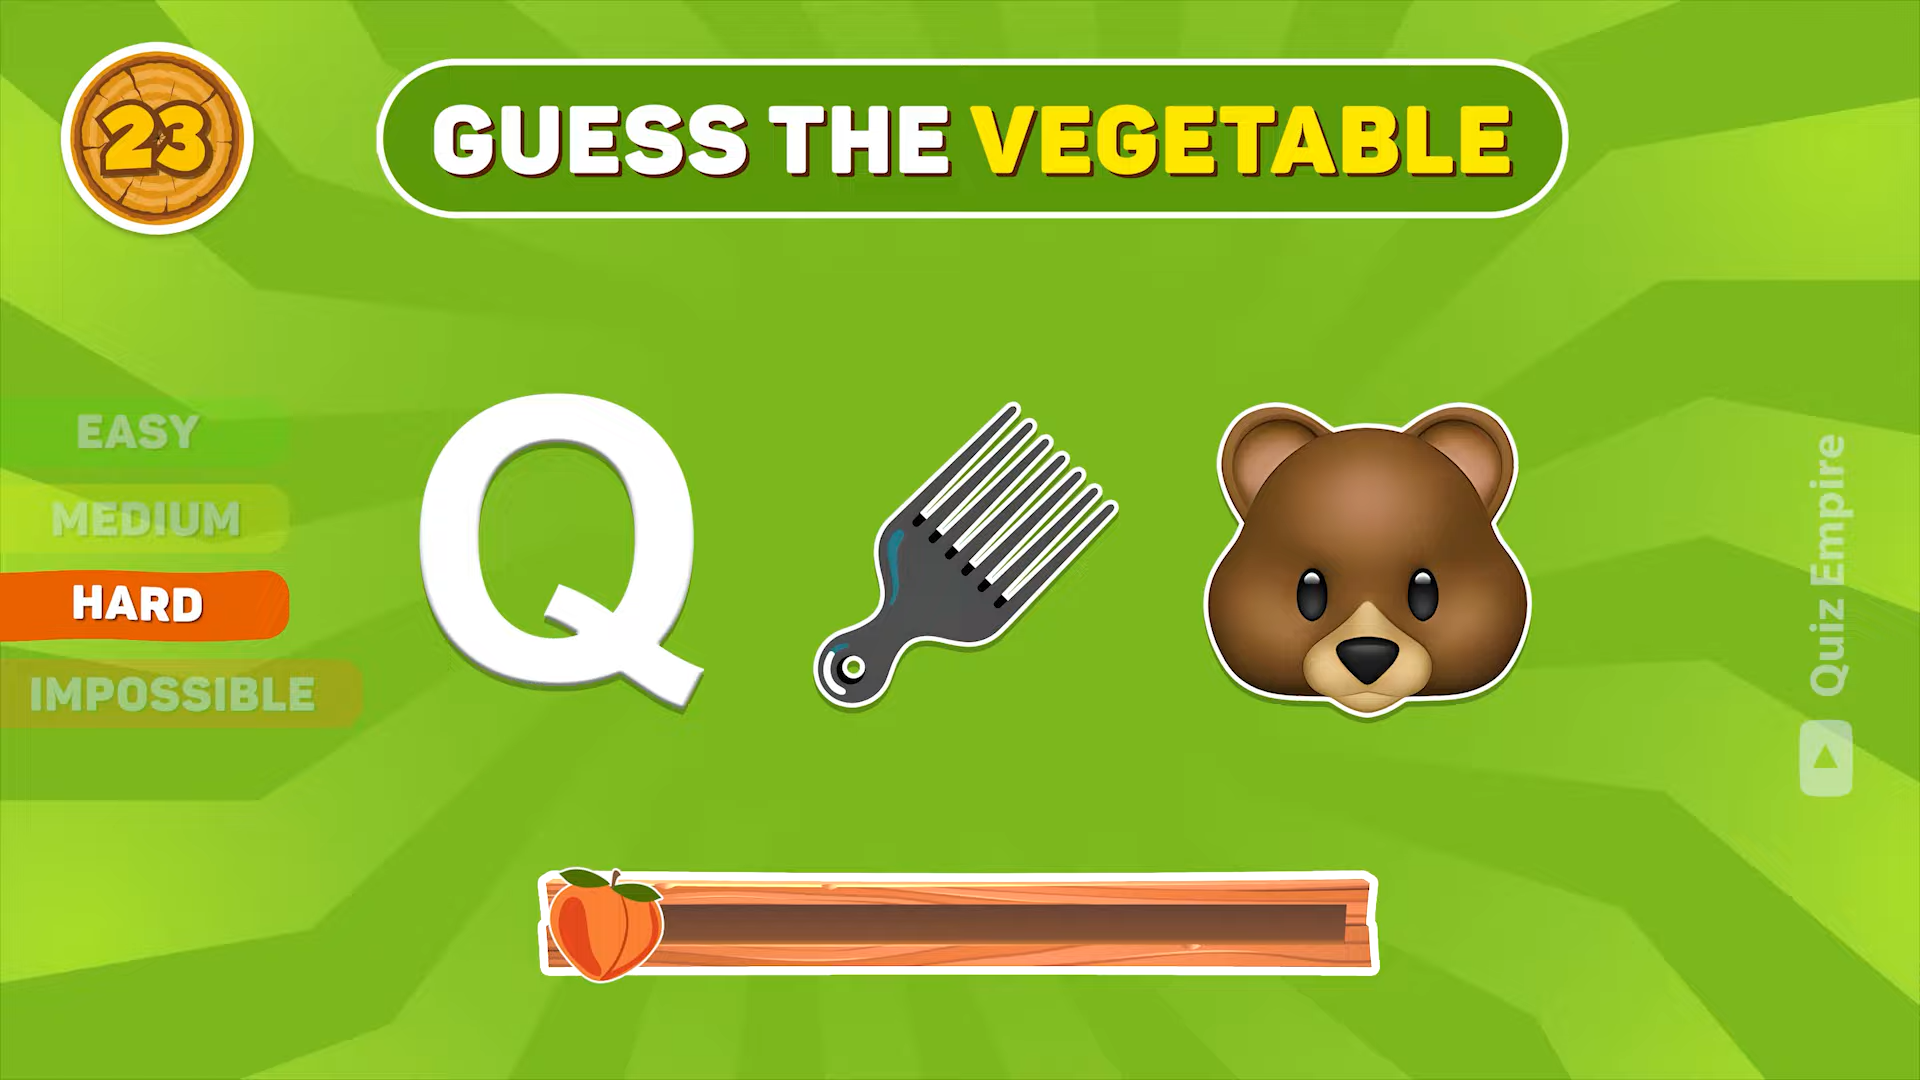 23
GUESS THE VEGETABLE
EASY
MEDIUM
HARD
IMPOSSIBLE
Q
Quiz Empire